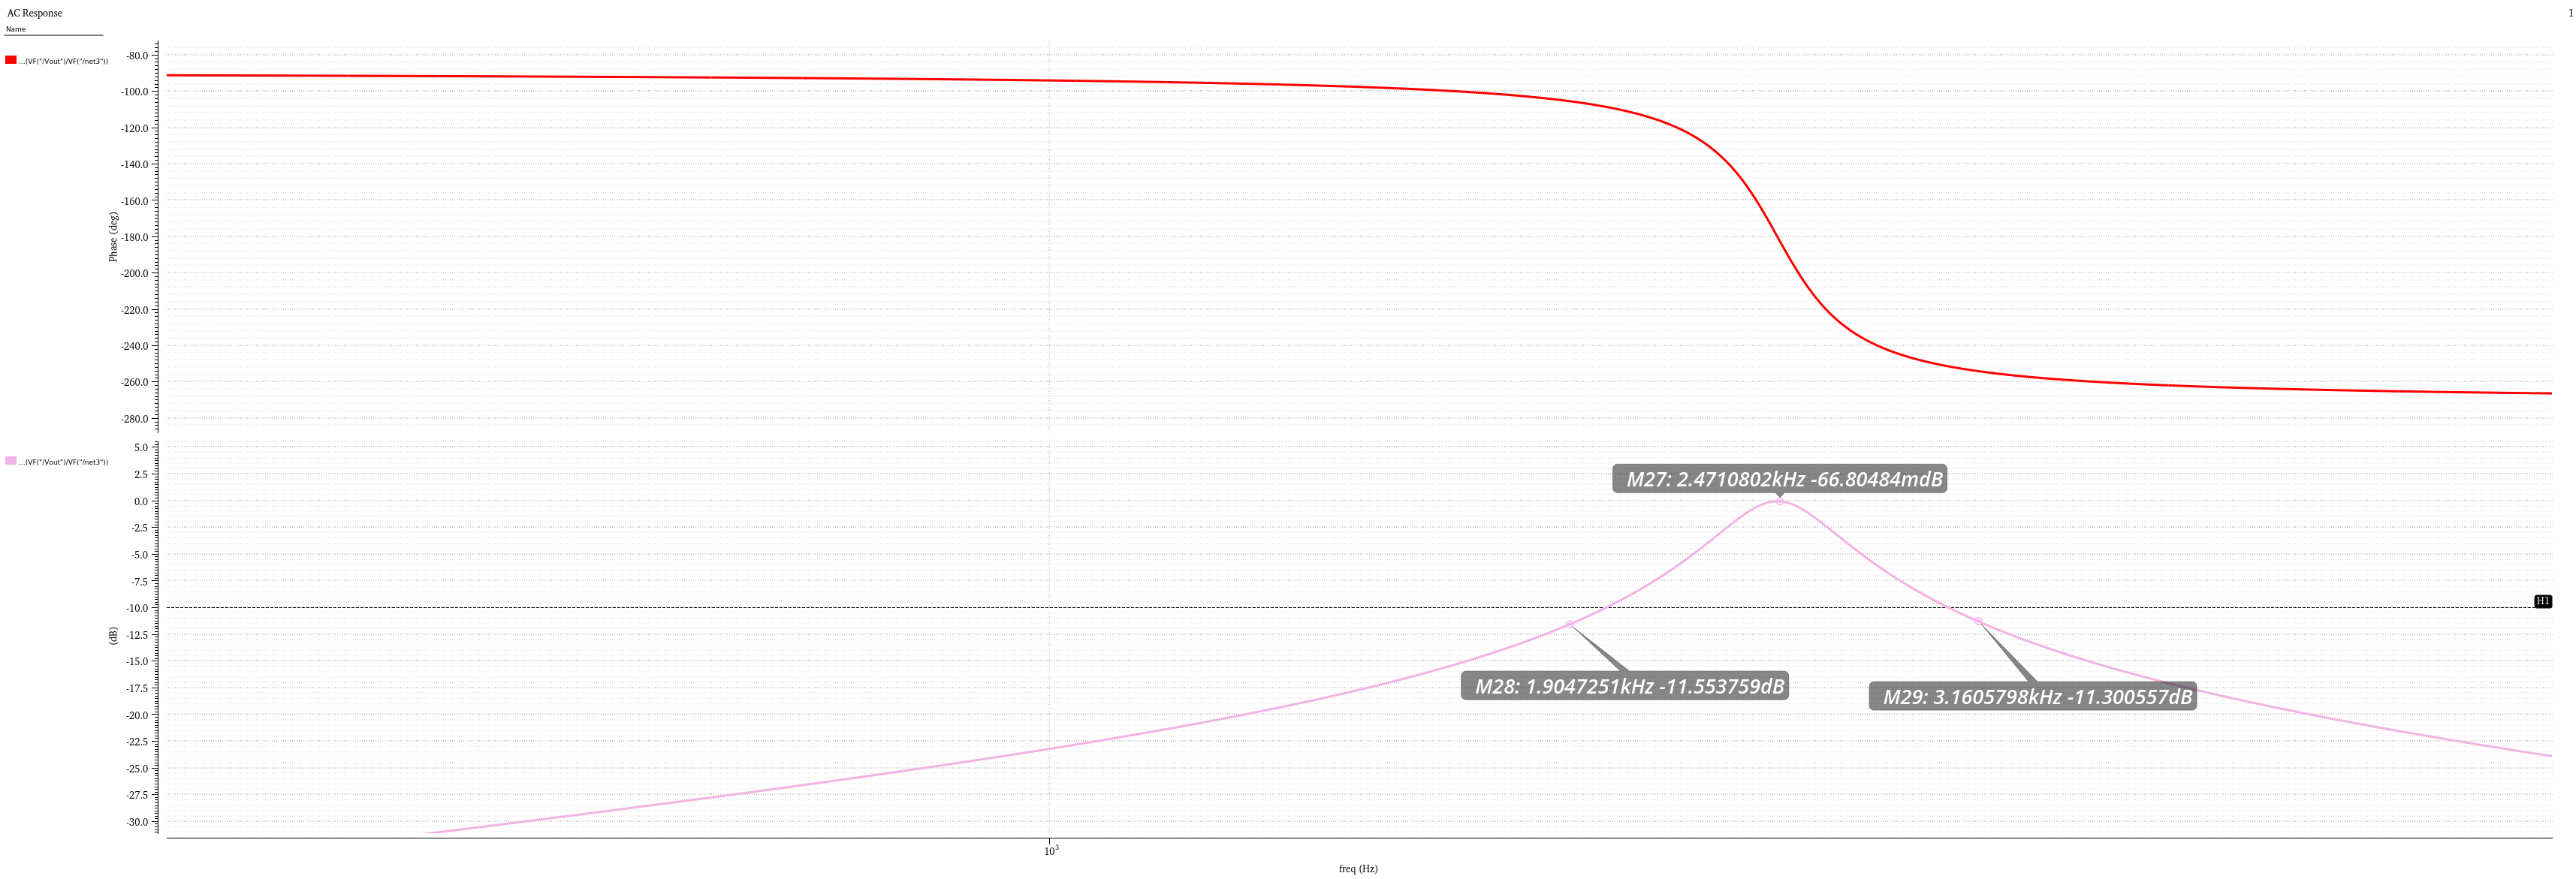 AC Response
1
Name
...(VF("/Vout")/VF("/net3"))
-80.0
-100.0
-120.0
-140.0
-160.0
-180.0
-200.0
-220.0
-240.0
-260.0
-280.0
Phase (deg)
...(VF("/Vout")/VF("/net3"))
5.0
2.5
0.0
-2.5
-5.0
-7.5
-10.0
-12.5
-15.0
-17.5
-20.0
-22.5
-25.0
-27.5
-30.0
(dB)
M27: 2.4710802kHz -66.80484mdB
H1
M28: 1.9047251kHz -11.553759dB
M29: 3.1605798kHz -11.300557dB
10³
freq (Hz)